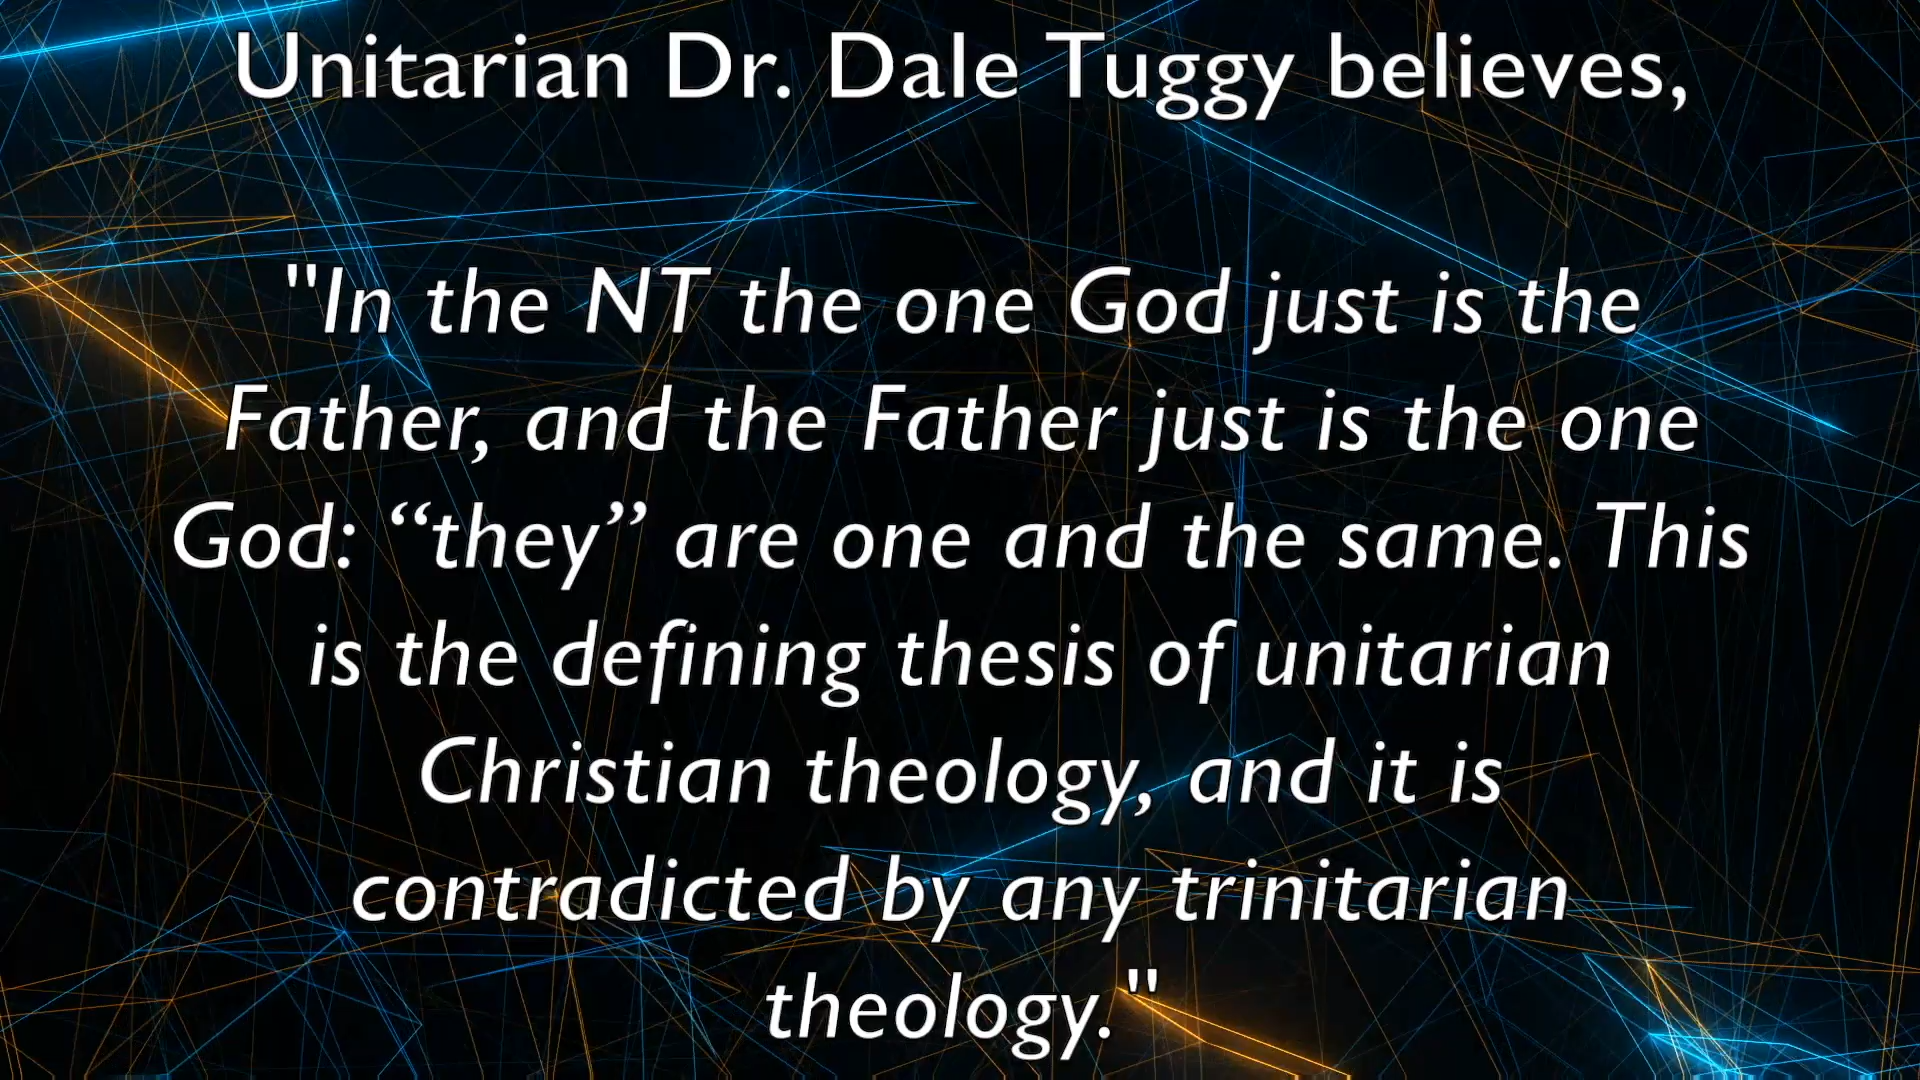 Unitarian Dr. Dale Tuggy believes,
"In the NT the one God just is the
Father, and the Father just is the one
God: “they” are one and the same. This
is the defining thesis of unitarian
Christian theology, and it is
contradicted by any trinitarian
theology."